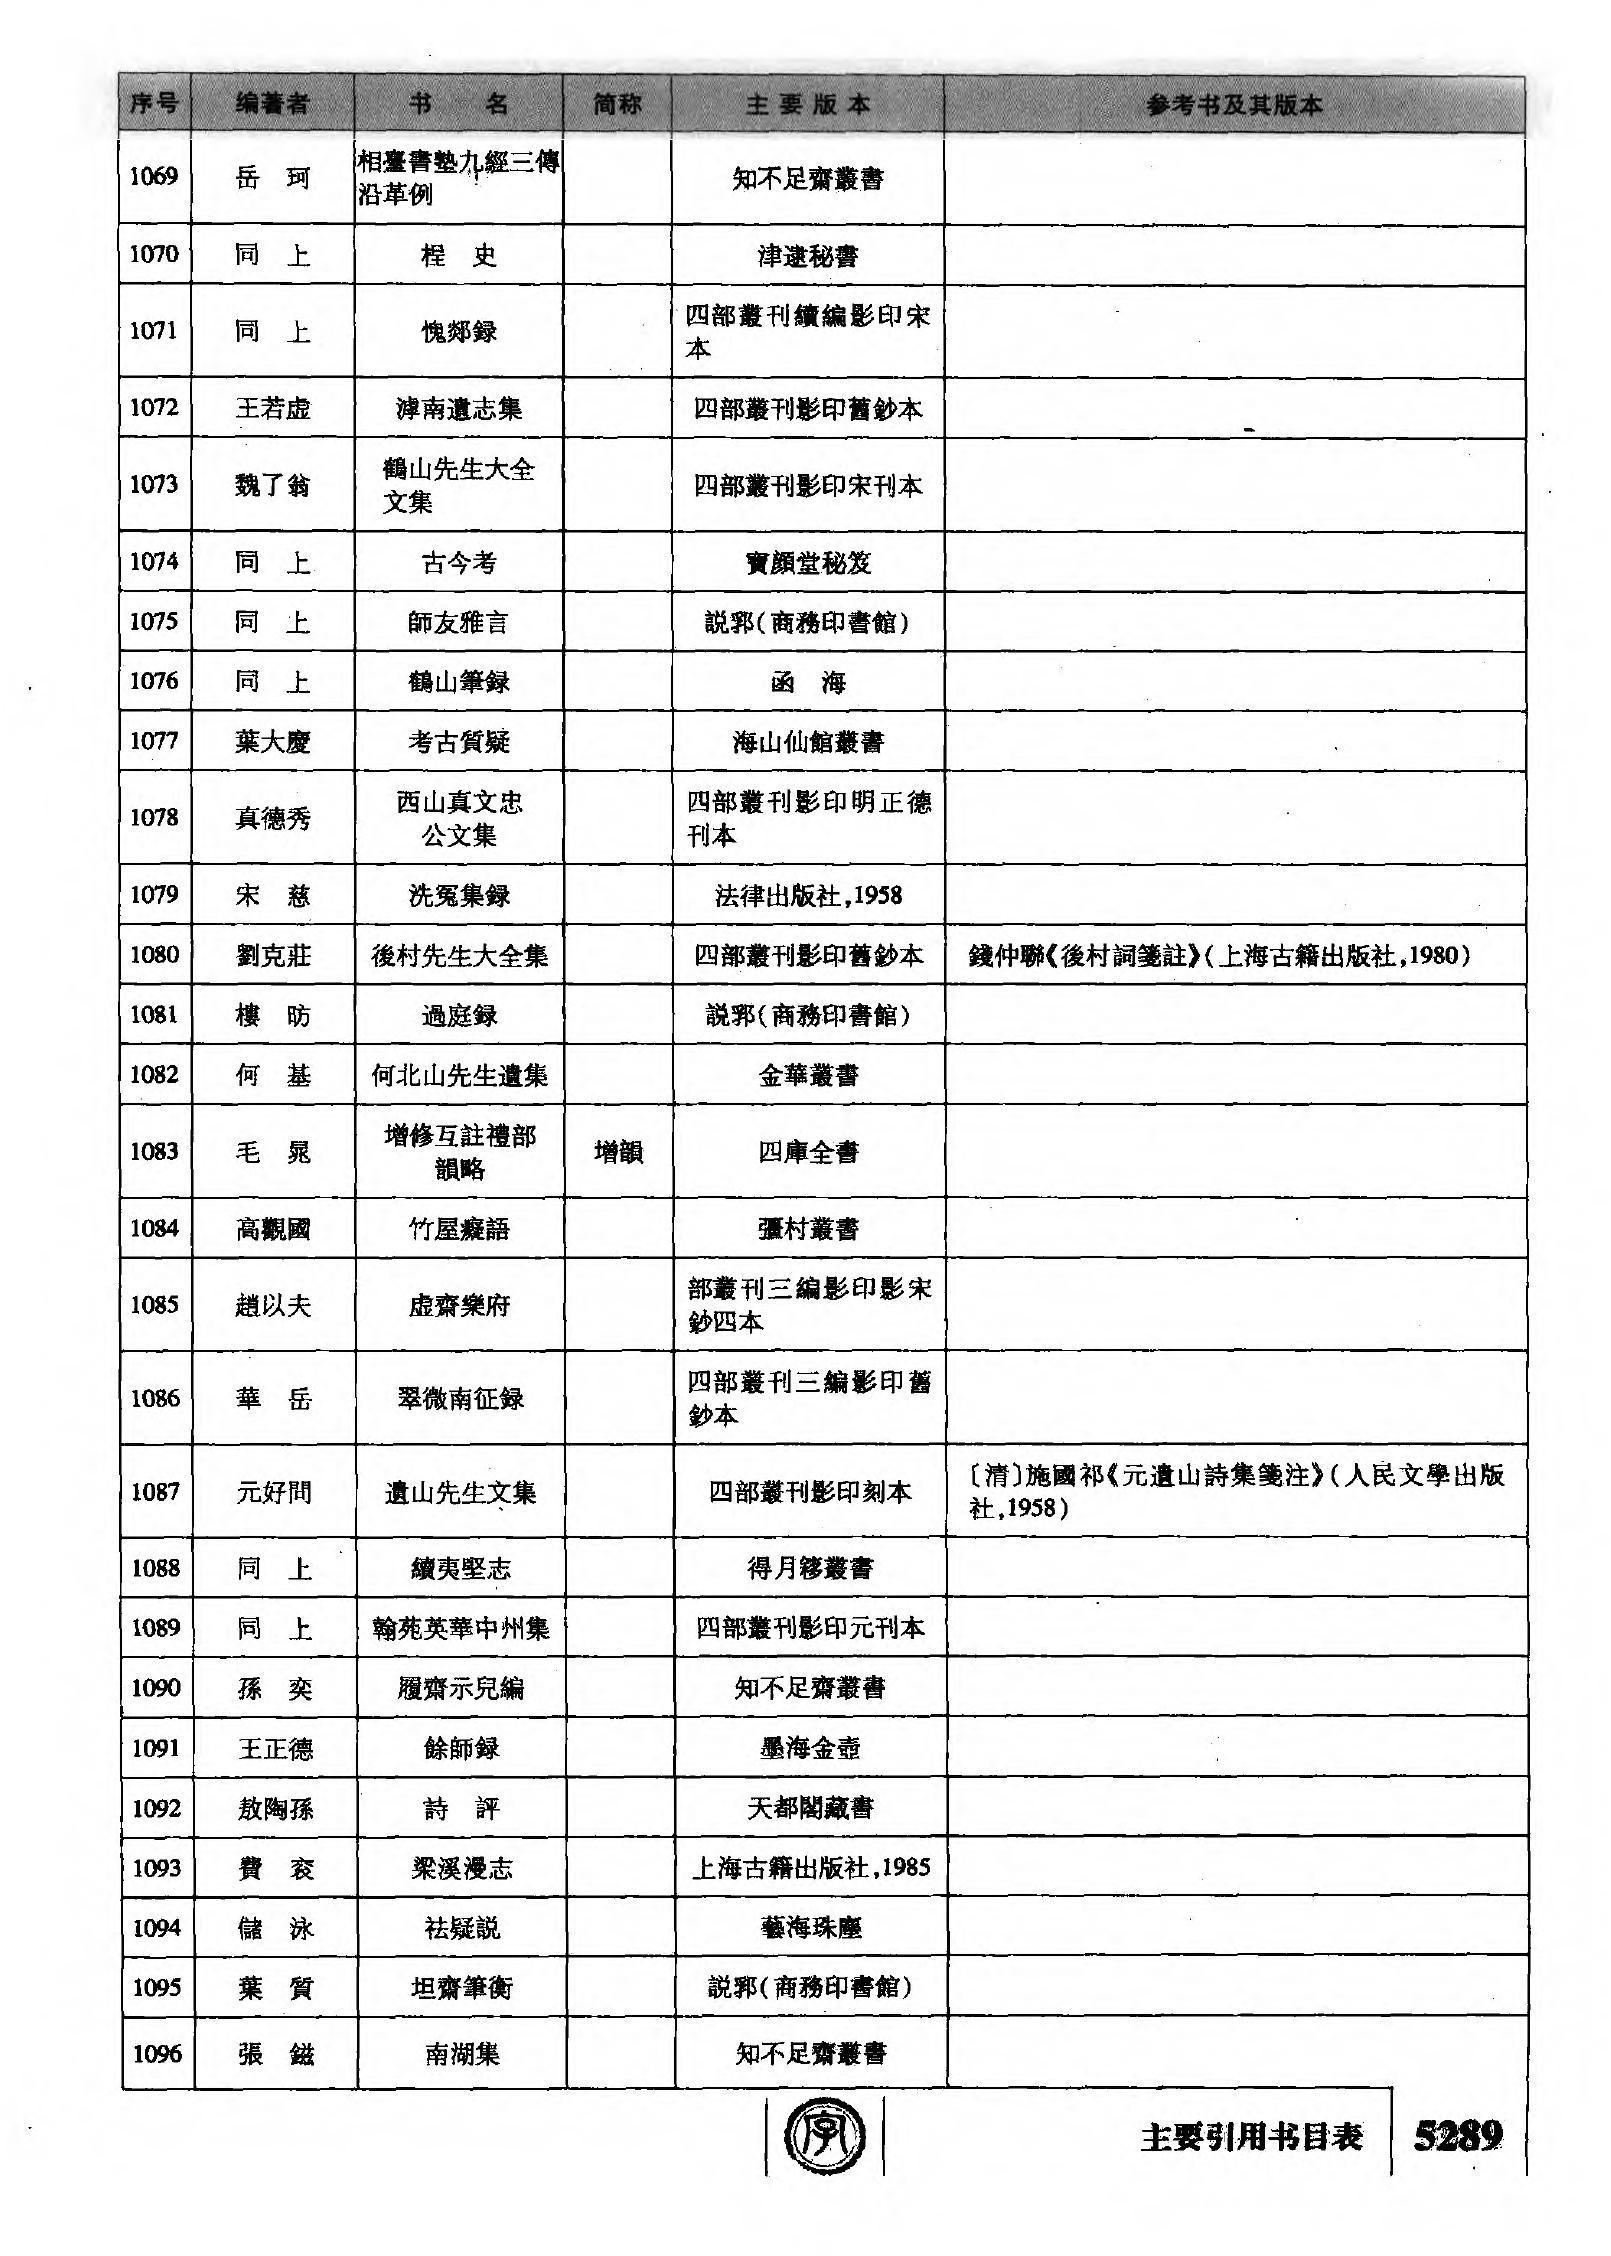 序号 编著者 书 名 简称 主要版本 参考书及其版本
1069 岳 珂 相臺書塾九經三傳沿革例 知不足齋叢書
1070 同 上 桯 史 津逮秘書
1071 同 上 愧郯録 四部叢刊續編影印宋本
1072 王若虚 滹南遺志集 四部叢刊影印舊鈔本
1073 魏了翁 鶴山先生大全文集 四部叢刊影印宋刊本
1074 同 上 古今考 寶顔堂秘笈
1075 同 上 師友雅言 説郛(商務印書館)
1076 同 上 鶴山筆録 函 海
1077 葉大慶 考古質疑 海山仙館叢書
1078 真德秀 西山真文忠公文集 四部叢刊影印明正德刊本
1079 宋 慈 洗冤集録 法律出版社,1958
1080 劉克莊 後村先生大全集 四部叢刊影印舊鈔本 錢仲聯《後村詞箋註》(上海古籍出版社,1980)
1081 樓 昉 過庭録 説郛(商務印書館)
1082 何 基 何北山先生遺集 金華叢書
1083 毛 晃 增修互註禮部韻略 增韻 四庫全書
1084 高觀國 竹屋癡語 彊村叢書
1085 趙以夫 虚齋樂府 部叢刊三編影印影宋鈔四本
1086 華 岳 翠微南征録 四部叢刊三編影印舊鈔本
1087 元好問 遺山先生文集 四部叢刊影印刻本 〔清〕施國祁《元遺山詩集箋注》(人民文學出版社,1958)
1088 同 上 續夷堅志 得月簃叢書
1089 同 上 翰苑英華中州集 四部叢刊影印元刊本
1090 孫 奕 履齋示兒編 知不足齋叢書
1091 王正德 餘師録 墨海金壺
1092 敖陶孫 詩 評 天都閣藏書
1093 費 衮 梁溪漫志 上海古籍出版社,1985
1094 儲 泳 祛疑説 藝海珠塵
1095 葉 質 坦齋筆衡 説郛(商務印書館)
1096 張 鎡 南湖集 知不足齋叢書
字
主要引用书目表 5289